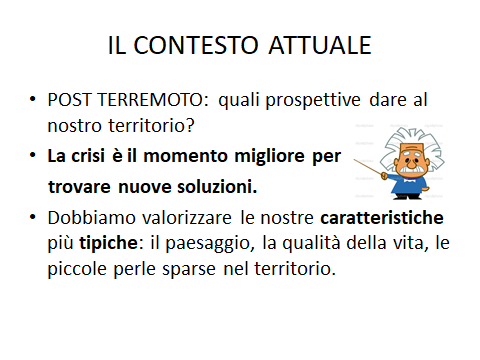 IL CONTESTO ATTUALE
• POST TERREMOTO: quali prospettive dare al
nostro territorio?
• La crisi è il momento migliore per
trovare nuove soluzioni.
• Dobbiamo valorizzare le nostre caratteristiche
più tipiche: il paesaggio, la qualità della vita, le
piccole perle sparse nel territorio.